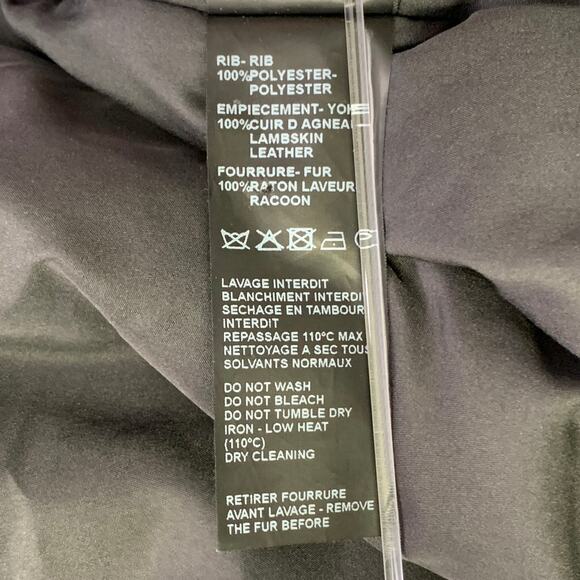 RIB- RIB
100%POLYESTER-
POLYESTER
EMPIECEMENT- YOKE
100%CUIR D AGNEAU
LAMBSKIN
LEATHER
FOURRURE- FUR
100%RATON LAVEUR
RACOON
LAVAGE INTERDIT
BLANCHIMENT INTERDIT
SECHAGE EN TAMBOUR
INTERDIT
REPASSAGE 110°C MAX
NETTOYAGE A SEC TOUS
SOLVANTS NORMAUX
DO NOT WASH
DO NOT BLEACH
DO NOT TUMBLE DRY
IRON - LOW HEAT
(110°C)
DRY CLEANING
RETIRER FOURRURE
AVANT LAVAGE - REMOVE
THE FUR BEFORE